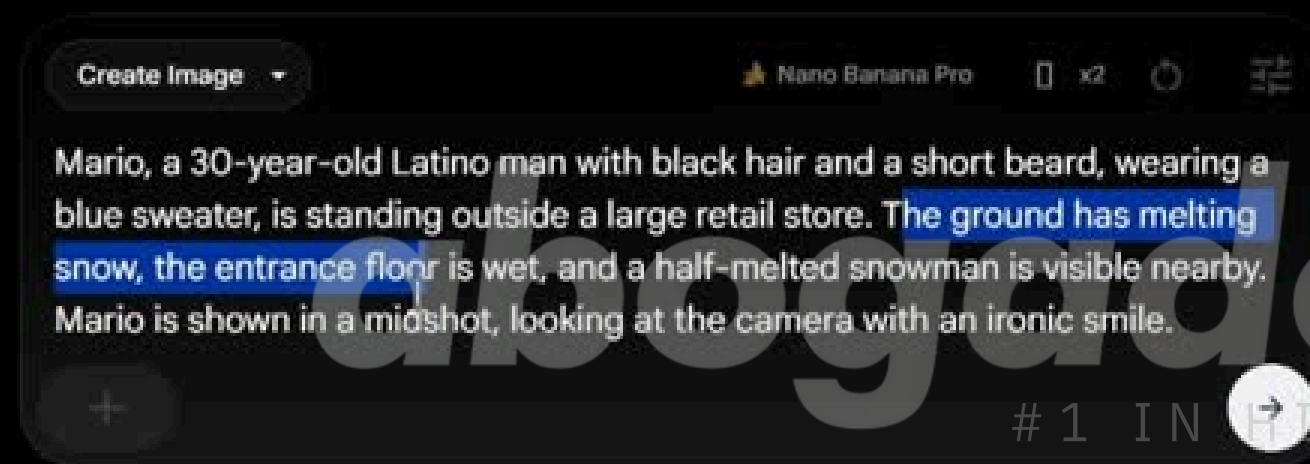 Create Image
Nano Banana Pro
x2
Mario, a 30-year-old Latino man with black hair and a short beard, wearing a
blue sweater, is standing outside a large retail store. The ground has melting
snow, the entrance floor is wet, and a half-melted snowman is visible nearby.
Mario is shown in a midshot, looking at the camera with an ironic smile.
abogad
#1 IN